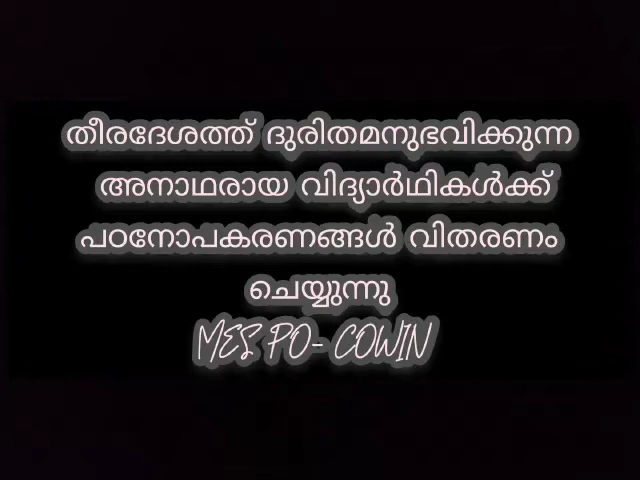 തീരദേശത്ത് ദുരിതമനുഭവിക്കുന്ന
അനാഥരായ വിദ്യാർഥികൾക്ക്
പഠനോപകരണങ്ങൾ വിതരണം
ചെയ്യുന്നു
MES PO- COWIN